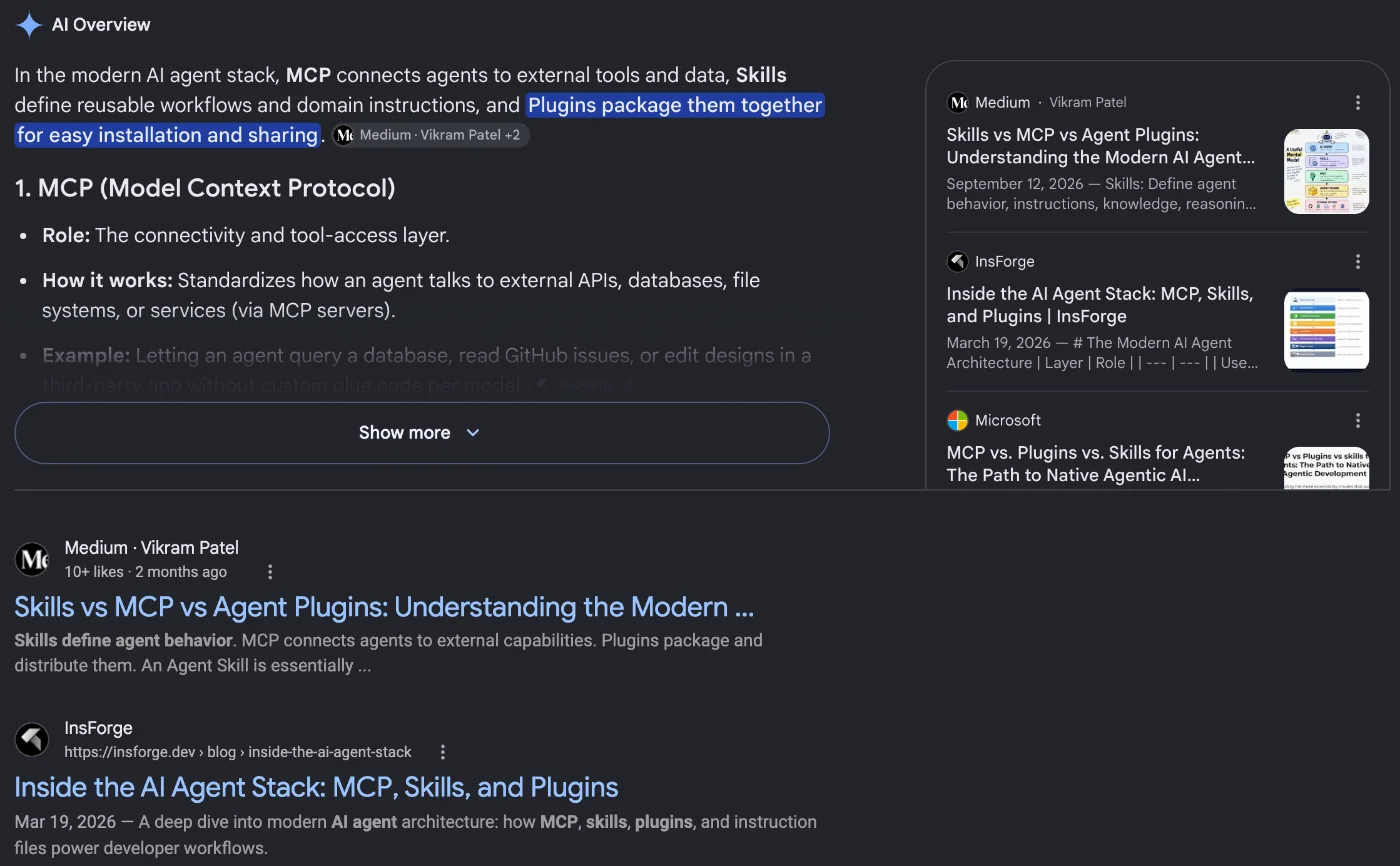 AI Overview
In the modern AI agent stack, MCP connects agents to external tools and data, Skills
define reusable workflows and domain instructions, and Plugins package them together
for easy installation and sharing. Medium · Vikram Patel +2
1. MCP (Model Context Protocol)
• Role: The connectivity and tool-access layer.
• How it works: Standardizes how an agent talks to external APIs, databases, file
systems, or services (via MCP servers).
• Example: Letting an agent query a database, read GitHub issues, or edit designs in a
third-party app without custom glue code per model.
Show more
Medium · Vikram Patel
Skills vs MCP vs Agent Plugins:
Understanding the Modern AI Agent...
September 12, 2026 — Skills: Define agent
behavior, instructions, knowledge, reasonin...
InsForge
Inside the AI Agent Stack: MCP, Skills,
and Plugins | InsForge
March 19, 2026 — # The Modern AI Agent
Architecture | Layer | Role | | --- | --- | | Use...
Microsoft
MCP vs. Plugins vs. Skills for Agents:
The Path to Native Agentic AI...
P vs Plugins vs skills f
nts: The Path to Native
Agentic Development
Medium · Vikram Patel
10+ likes · 2 months ago
Skills vs MCP vs Agent Plugins: Understanding the Modern ...
Skills define agent behavior. MCP connects agents to external capabilities. Plugins package and
distribute them. An Agent Skill is essentially ...
InsForge
https://insforge.dev › blog › inside-the-ai-agent-stack
Inside the AI Agent Stack: MCP, Skills, and Plugins
Mar 19, 2026 — A deep dive into modern AI agent architecture: how MCP, skills, plugins, and instruction
files power developer workflows.